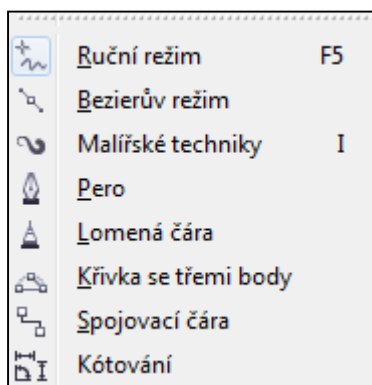 Ruční režim F5
Bezierův režim
Malířské techniky I
Pero
Lomená čára
Křivka se třemi body
Spojovací čára
Kótování